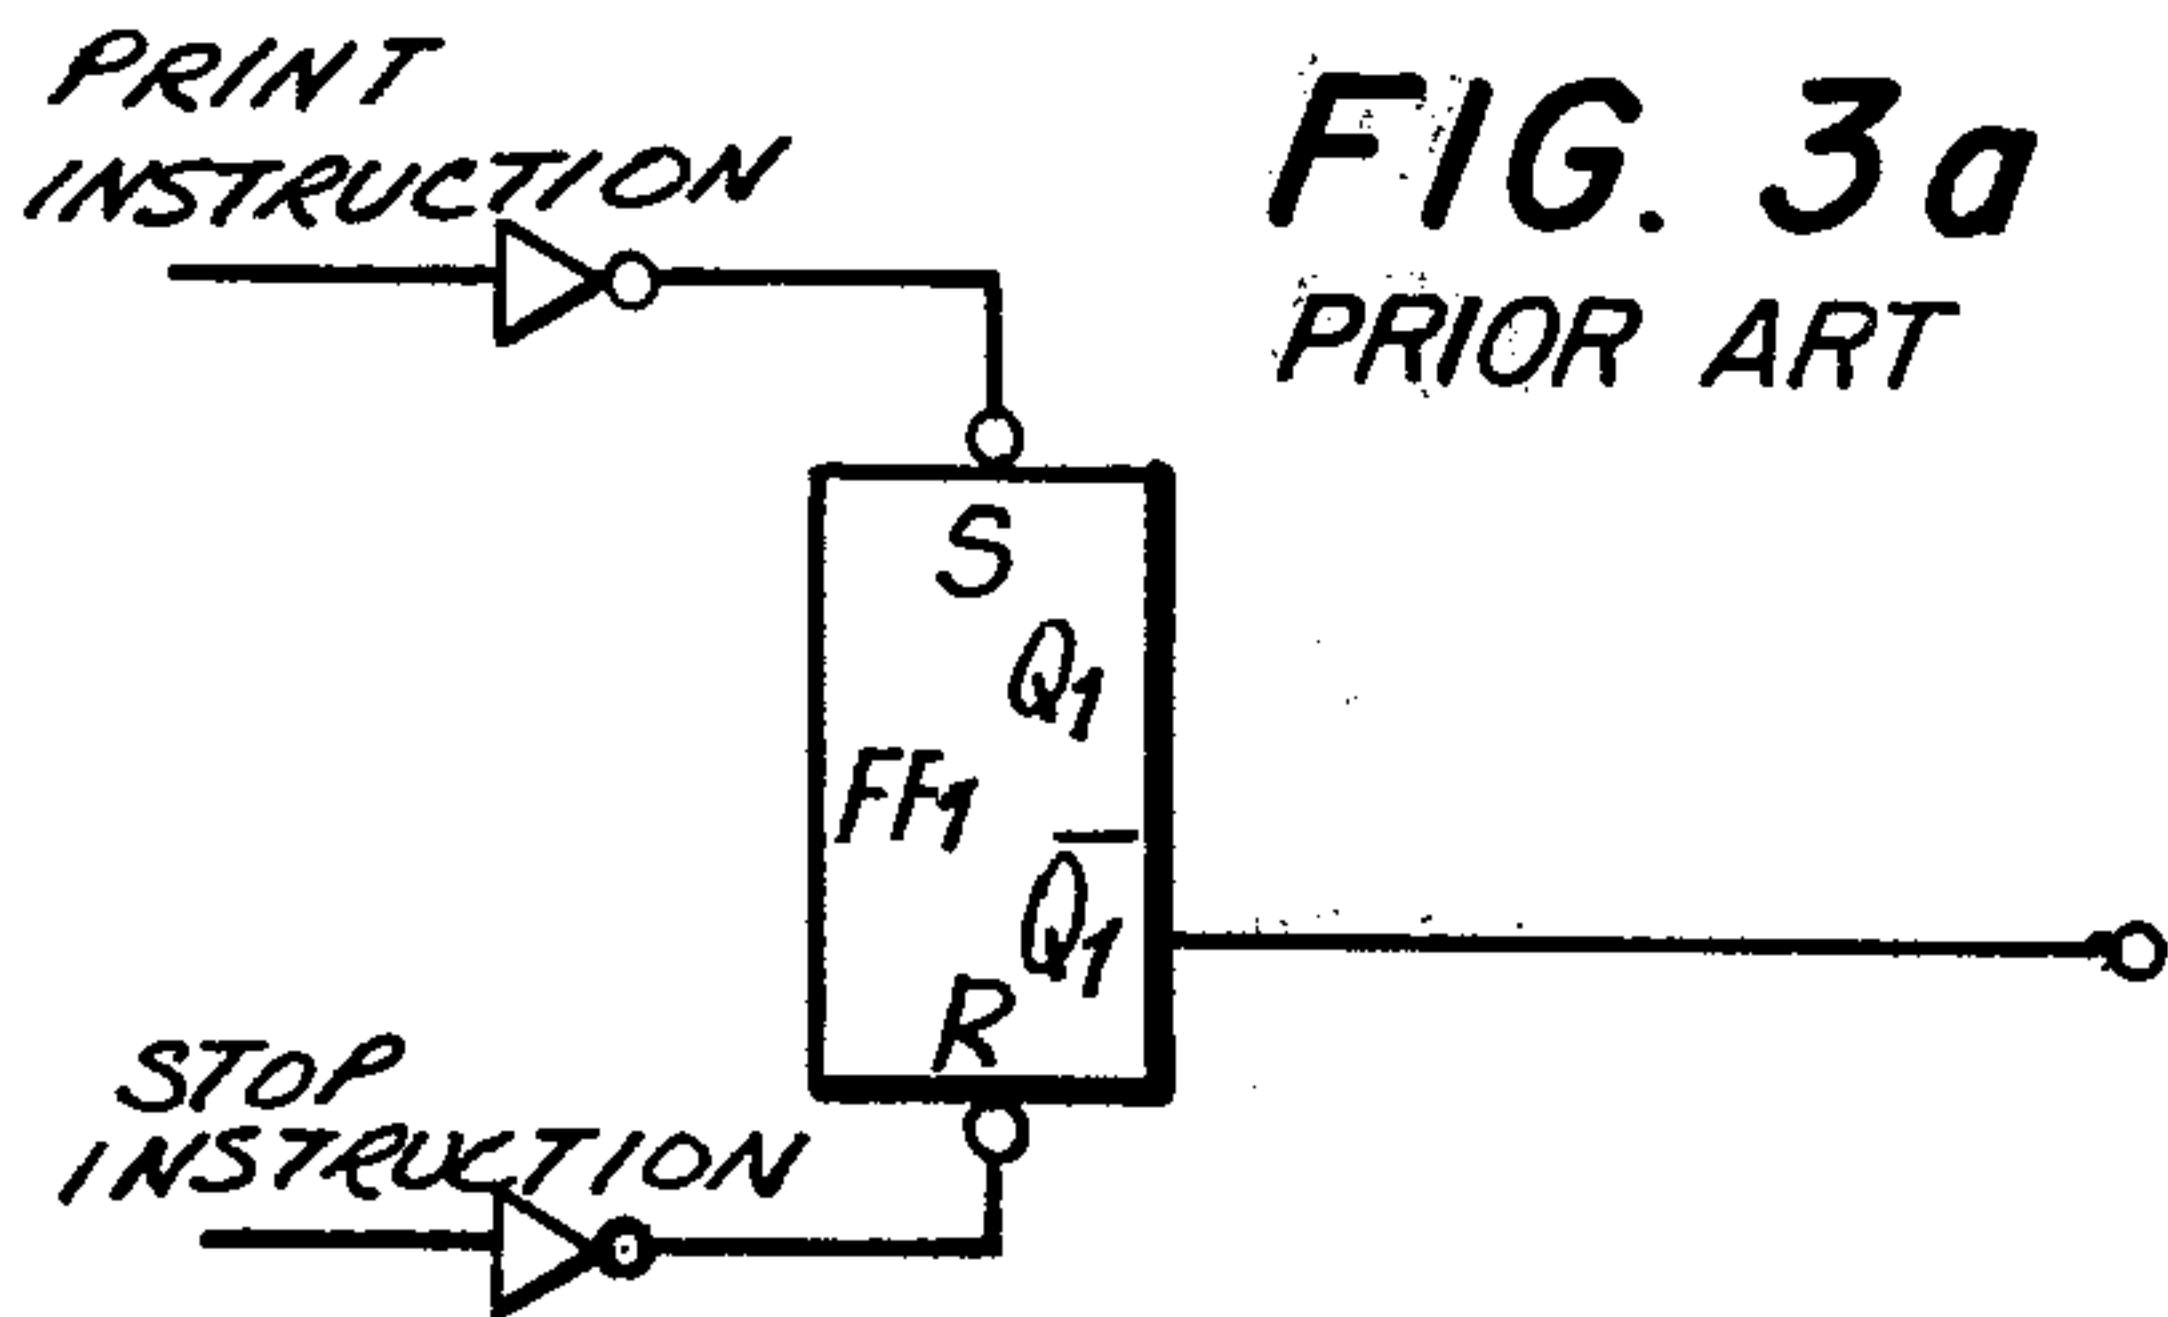 PRINT
INSTRUCTION
FIG. 3a
PRIOR ART
S
Q1
FF1
Q̅1
R
STOP
INSTRUCTION